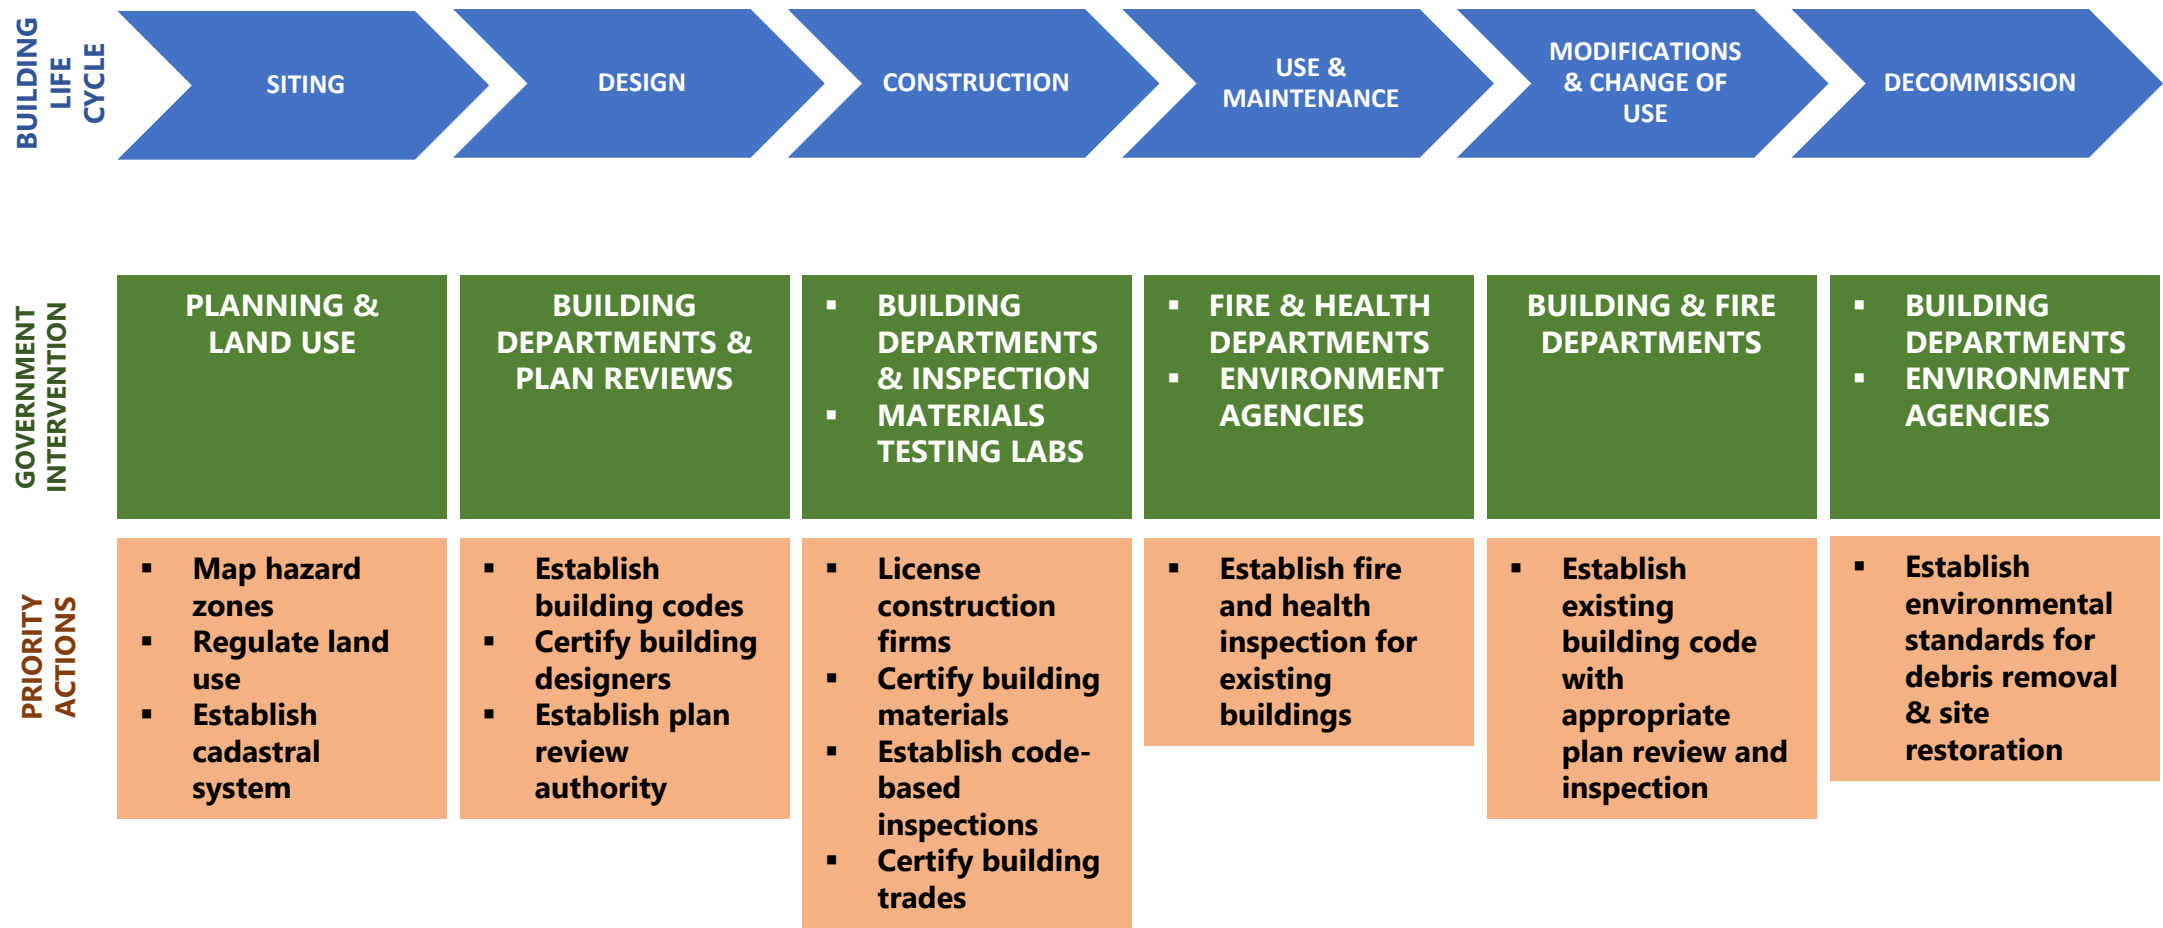 BUILDING
LIFE
CYCLE
SITING
DESIGN
CONSTRUCTION
USE &
MAINTENANCE
MODIFICATIONS
& CHANGE OF
USE
DECOMMISSION
GOVERNMENT
INTERVENTION
PLANNING &
LAND USE
BUILDING
DEPARTMENTS &
PLAN REVIEWS
▪ BUILDING
DEPARTMENTS
& INSPECTION
▪ MATERIALS
TESTING LABS
▪ FIRE & HEALTH
DEPARTMENTS
▪ ENVIRONMENT
AGENCIES
BUILDING & FIRE
DEPARTMENTS
▪ BUILDING
DEPARTMENTS
▪ ENVIRONMENT
AGENCIES
PRIORITY
ACTIONS
▪ Map hazard
zones
▪ Regulate land
use
▪ Establish
cadastral
system
▪ Establish
building codes
▪ Certify building
designers
▪ Establish plan
review
authority
▪ License
construction
firms
▪ Certify building
materials
▪ Establish code-
based
inspections
▪ Certify building
trades
▪ Establish fire
and health
inspection for
existing
buildings
▪ Establish
existing
building code
with
appropriate
plan review and
inspection
▪ Establish
environmental
standards for
debris removal
& site
restoration